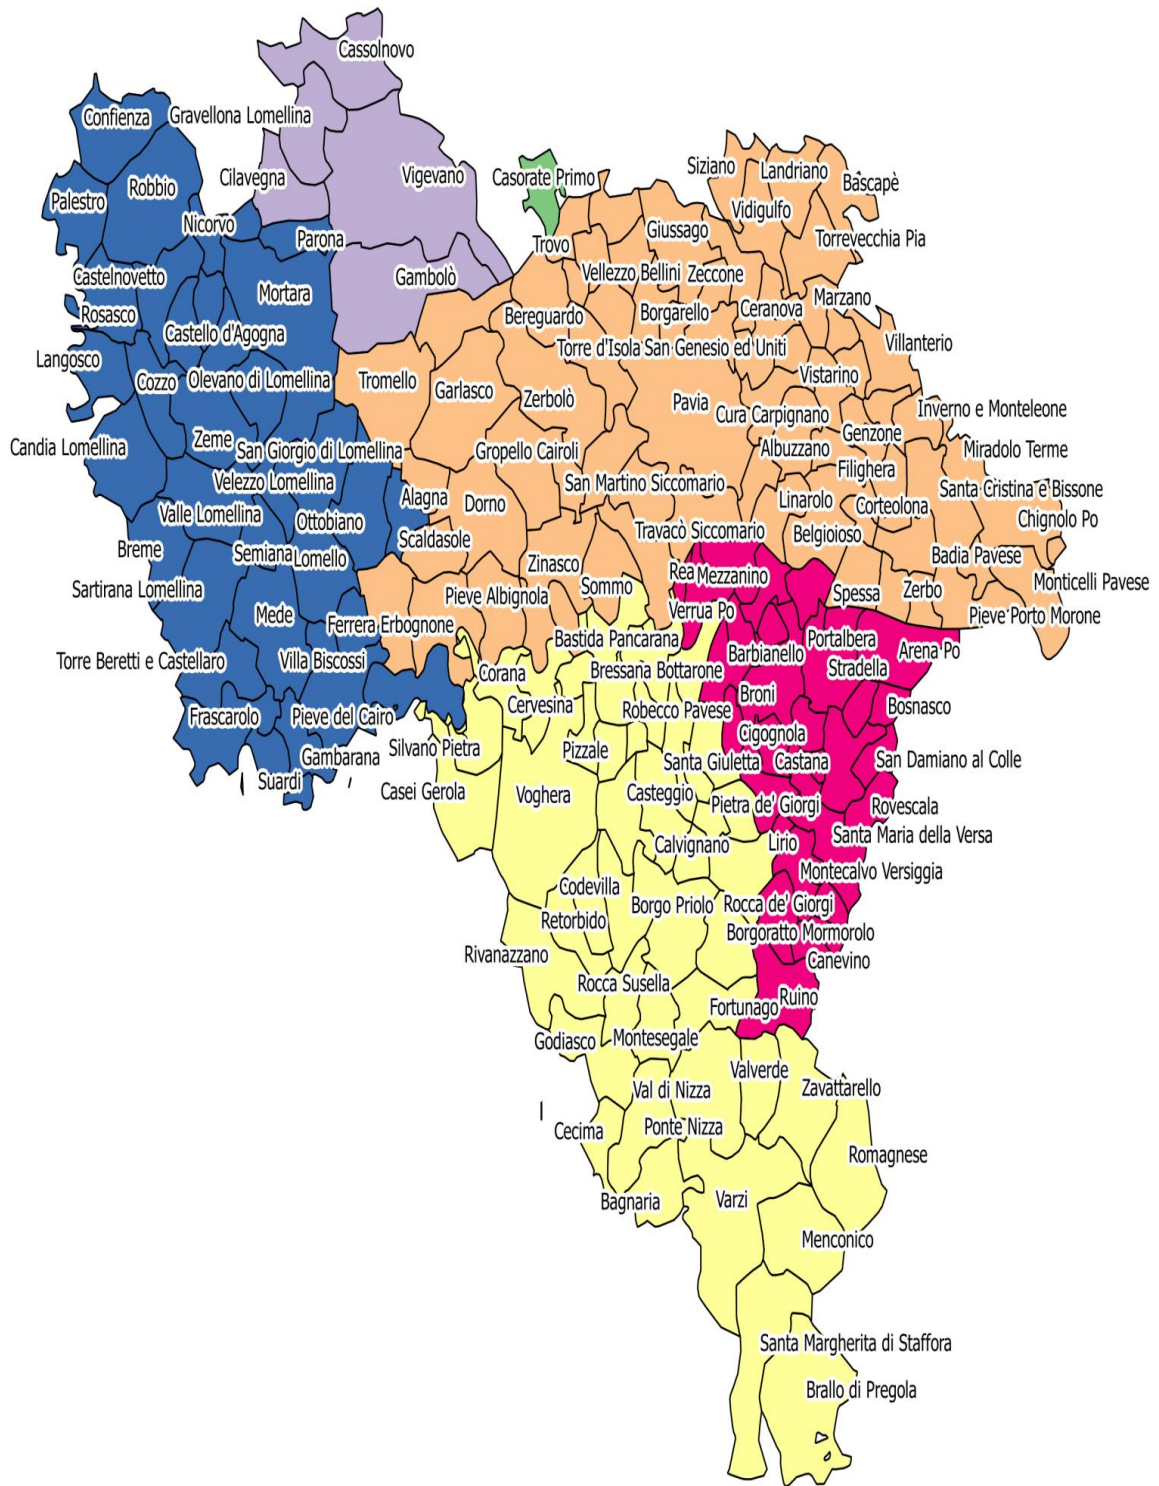 Cassolnovo
Confienza
Gravellona Lomellina
Cilavegna
Vigevano
Casorate Primo
Siziano
Landriano
Bascapè
Robbio
Palestro
Vidigulfo
Nicorvo
Parona
Trovo
Giussago
Torrevecchia Pia
Castelnovetto
Gambolò
Vellezzo Bellini
Zeccone
Mortara
Marzano
Rosasco
Bereguardo
Borgarello
Ceranova
Castello d'Agogna
Villanterio
Langosco
Torre d'Isola
San Genesio ed Uniti
Cozzo
Olevano di Lomellina
Tromello
Garlasco
Zerbolò
Vistarino
Pavia
Cura Carpignano
Inverno e Monteleone
Candia Lomellina
Zeme
San Giorgio di Lomellina
Gropello Cairoli
Albuzzano
Genzone
Miradolo Terme
Velezzo Lomellina
San Martino Siccomario
Filighera
Alagna
Dorno
Linarolo
Corteolona
Santa Cristina e Bissone
Valle Lomellina
Ottobiano
Chignolo Po
Breme
Semiana
Lomello
Scaldasole
Travacò Siccomario
Belgioioso
Badia Pavese
Sartirana Lomellina
Zinasco
Sommo
Rea
Mezzanino
Spessa
Zerbo
Monticelli Pavese
Mede
Ferrera Erbognone
Pieve Albignola
Verrua Po
Pieve Porto Morone
Torre Beretti e Castellaro
Villa Biscossi
Bastida Pancarana
Barbianello
Portalbera
Arena Po
Corana
Bressana Bottarone
Stradella
Frascarolo
Pieve del Cairo
Cervesina
Robecco Pavese
Broni
Bosnasco
Gambarana
Silvano Pietra
Pizzale
Cigognola
Suardi
Casei Gerola
Voghera
Santa Giuletta
Castana
San Damiano al Colle
Casteggio
Pietra de' Giorgi
Rovescala
Calvignano
Lirio
Santa Maria della Versa
Montecalvo Versiggia
Codevilla
Borgo Priolo
Rocca de' Giorgi
Retorbido
Borgoratto Mormorolo
Rivanazzano
Canevino
Rocca Susella
Fortunago
Ruino
Godiasco
Montesegale
Valverde
Zavattarello
Val di Nizza
Cecima
Ponte Nizza
Romagnese
Bagnaria
Varzi
Menconico
Santa Margherita di Staffora
Brallo di Pregola